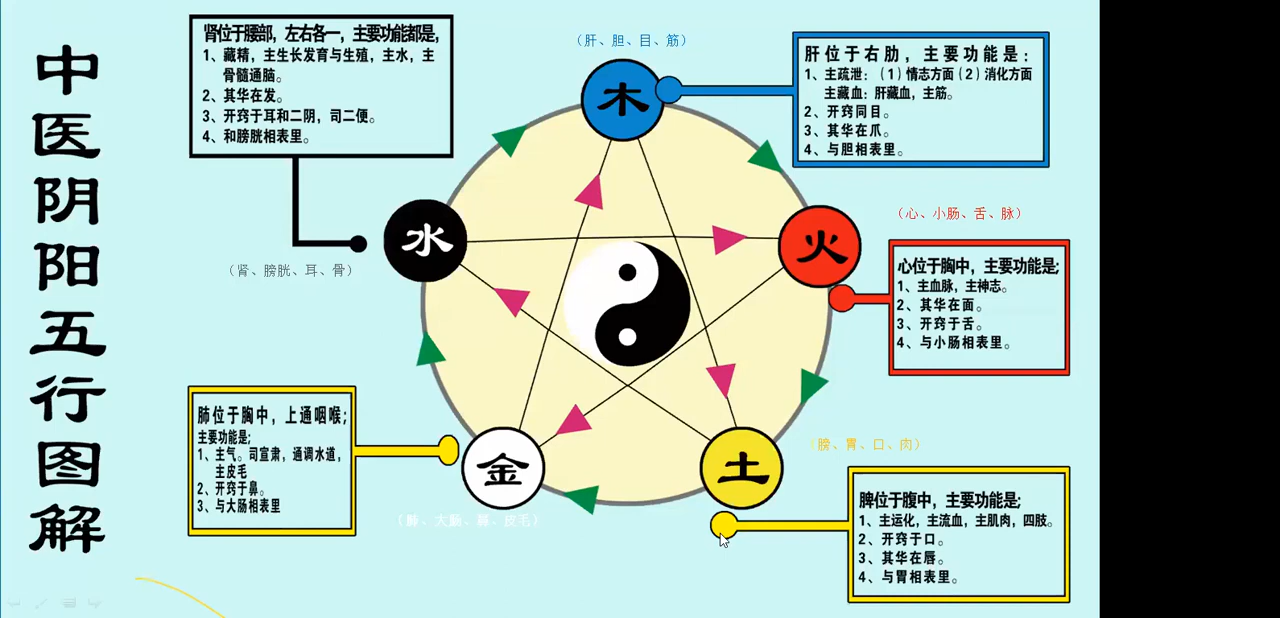 中医阴阳五行图解
肾位于腰部，左右各一，主要功能都是，
1、藏精，主生长发育与生殖，主水，主
骨髓通脑。
2、其华在发。
3、开窍于耳和二阴，司二便。
4、和膀胱相表里。
（肝、胆、目、筋）
木
肝位于右肋，主要功能是：
1、主疏泄：（1）情志方面（2）消化方面
主藏血：肝藏血，主筋。
2、开窍同目。
3、其华在爪。
4、与胆相表里。
水
（肾、膀胱、耳、骨）
火
（心、小肠、舌、脉）
心位于胸中，主要功能是；
1、主血脉，主神志。
2、其华在面。
3、开窍于舌。
4、与小肠相表里。
肺位于胸中，上通咽喉；
主要功能是；
1、主气。司宣肃，通调水道，
主皮毛
2、开窍于鼻。
3、与大肠相表里
金
（肺、大肠、鼻、皮毛）
土
（膀、胃、口、肉）
脾位于腹中，主要功能是；
1、主运化，主流血，主肌肉，四肢。
2、开窍于口。
3、其华在唇。
4、与胃相表里。